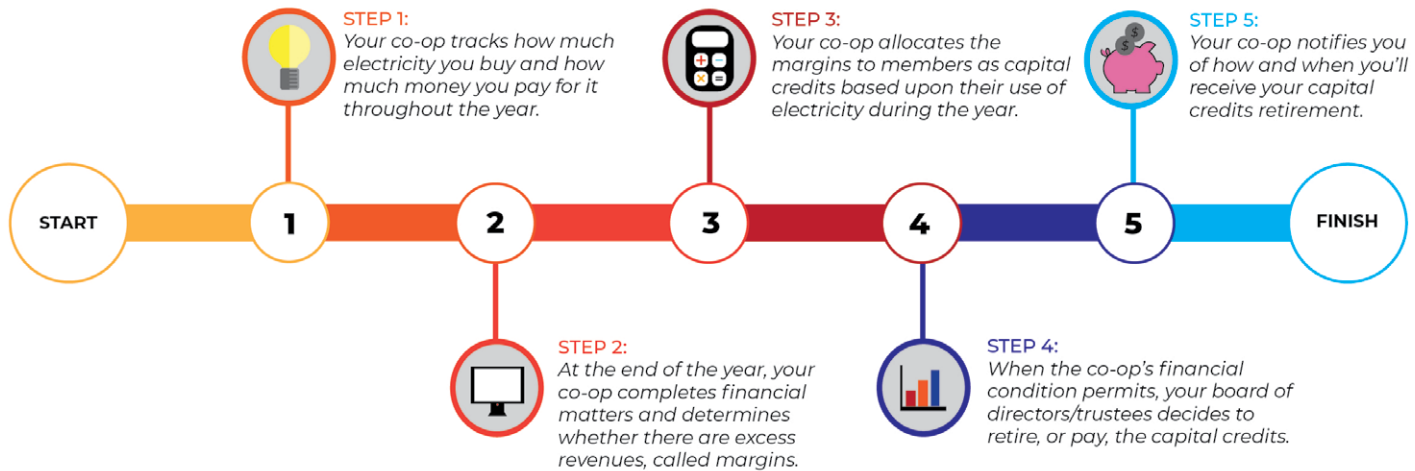 STEP 1:
Your co-op tracks how much
electricity you buy and how
much money you pay for it
throughout the year.
STEP 3:
Your co-op allocates the
margins to members as capital
credits based upon their use of
electricity during the year.
STEP 5:
Your co-op notifies you
of how and when you'll
receive your capital
credits retirement.
START
1
2
3
4
5
FINISH
STEP 2:
At the end of the year, your
co-op completes financial
matters and determines
whether there are excess
revenues, called margins.
STEP 4:
When the co-op's financial
condition permits, your board of
directors/trustees decides to
retire, or pay, the capital credits.